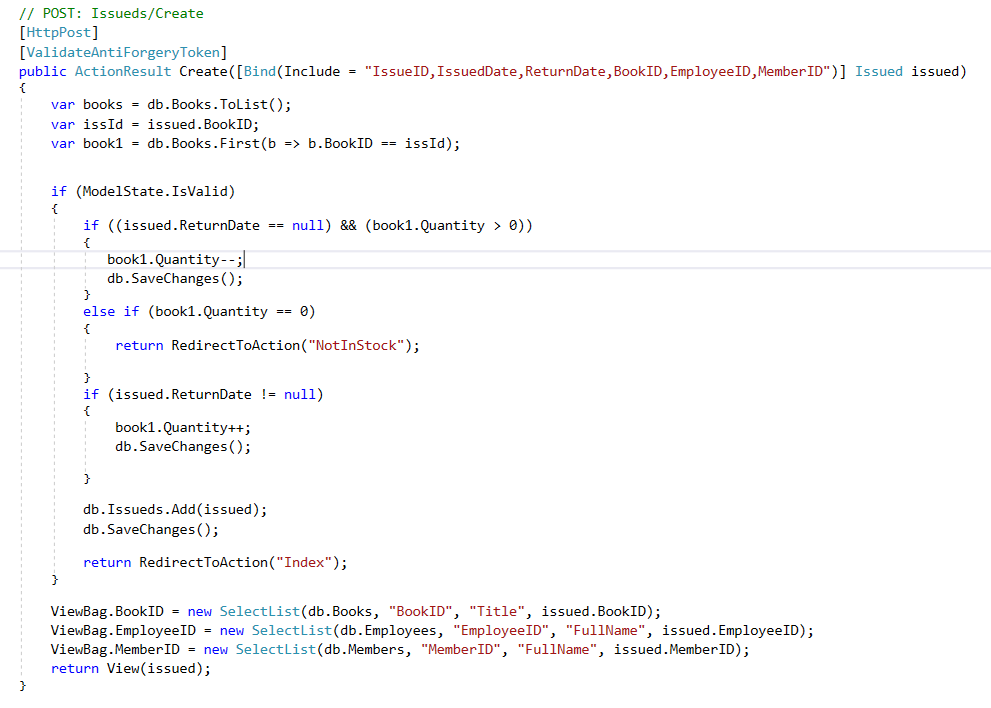 // POST: Issueds/Create
[HttpPost]
[ValidateAntiForgeryToken]
public ActionResult Create([Bind(Include = "IssueID,IssuedDate,ReturnDate,BookID,EmployeeID,MemberID")] Issued issued)
{
    var books = db.Books.ToList();
    var issId = issued.BookID;
    var book1 = db.Books.First(b => b.BookID == issId);
    if (ModelState.IsValid)
    {
        if ((issued.ReturnDate == null) && (book1.Quantity > 0))
        {
           book1.Quantity--;
           db.SaveChanges();
        }
        else if (book1.Quantity == 0)
        {
            return RedirectToAction("NotInStock");
        }
        if (issued.ReturnDate != null)
        {
            book1.Quantity++;
            db.SaveChanges();
        }
        db.Issueds.Add(issued);
        db.SaveChanges();
        return RedirectToAction("Index");
    }
    ViewBag.BookID = new SelectList(db.Books, "BookID", "Title", issued.BookID);
    ViewBag.EmployeeID = new SelectList(db.Employees, "EmployeeID", "FullName", issued.EmployeeID);
    ViewBag.MemberID = new SelectList(db.Members, "MemberID", "FullName", issued.MemberID);
    return View(issued);
}